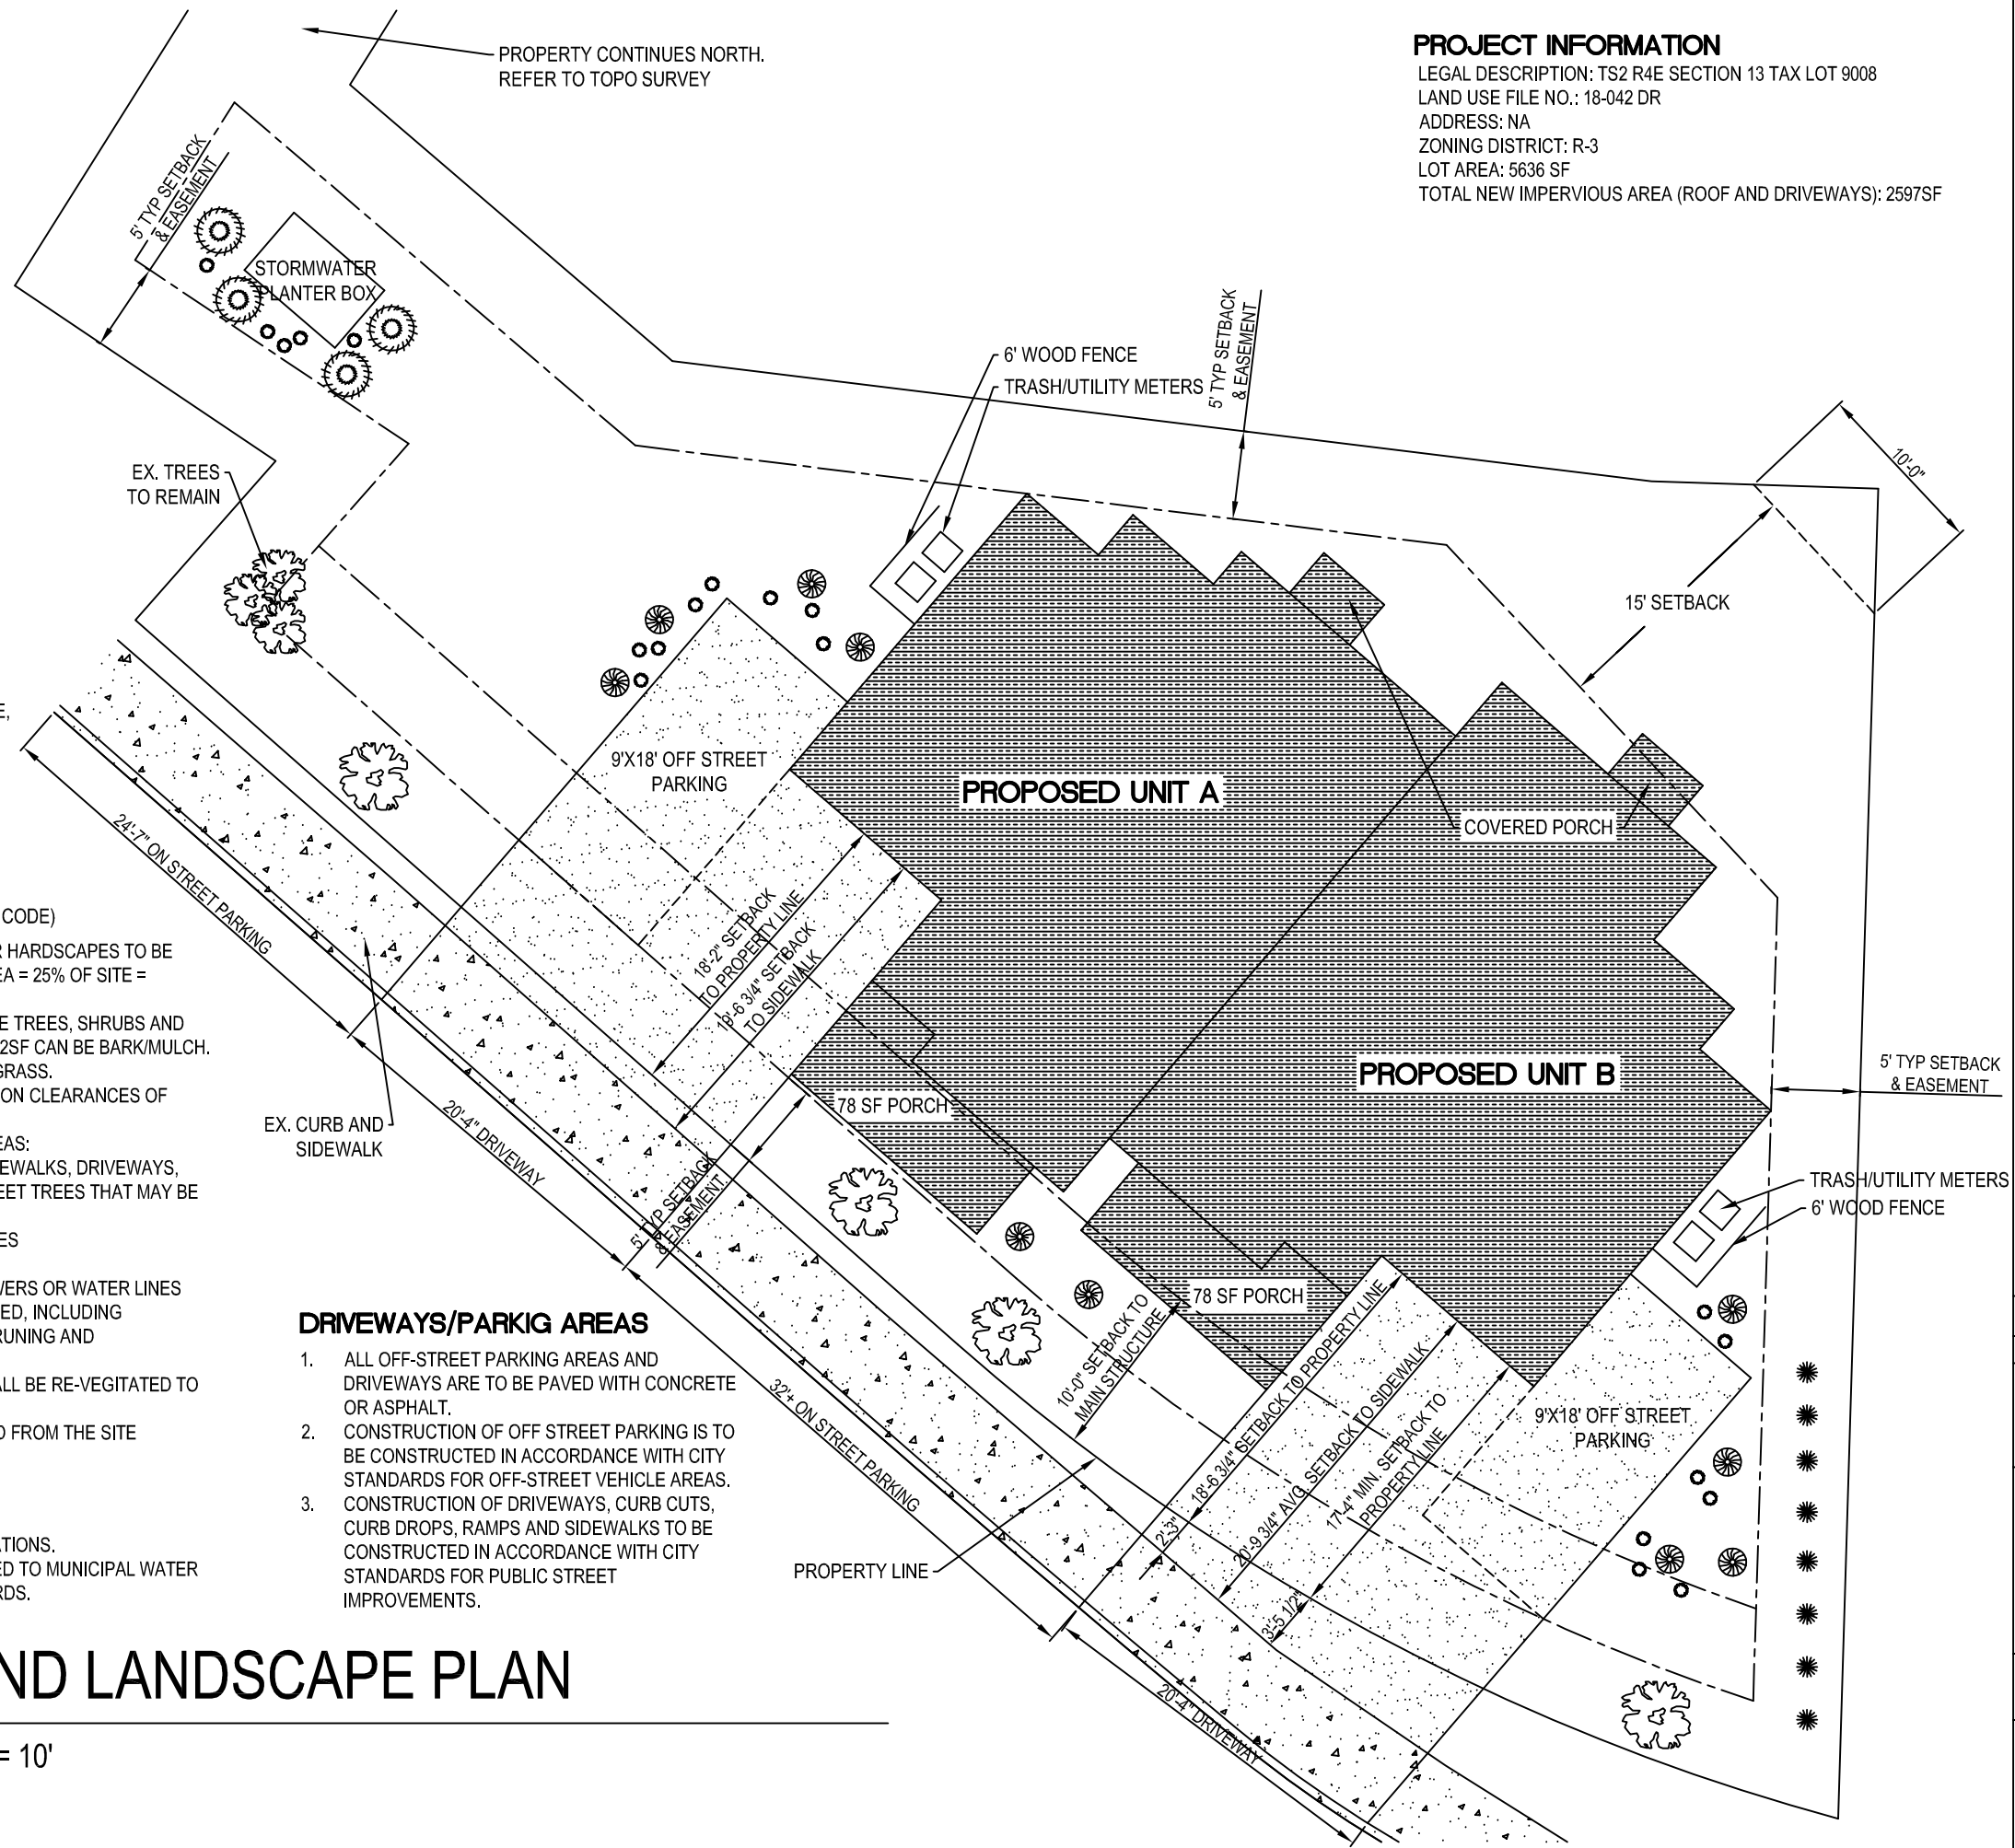 PROPERTY CONTINUES NORTH.
REFER TO TOPO SURVEY
PROJECT INFORMATION
LEGAL DESCRIPTION: TS2 R4E SECTION 13 TAX LOT 9008
LAND USE FILE NO.: 18-042 DR
ADDRESS: NA
ZONING DISTRICT: R-3
LOT AREA: 5636 SF
TOTAL NEW IMPERVIOUS AREA (ROOF AND DRIVEWAYS): 2597SF
5' TYP SETBACK
& EASEMENT
STORMWATER
PLANTER BOX
6' WOOD FENCE
TRASH/UTILITY METERS
5' TYP SETBACK
& EASEMENT
10'-0"
EX. TREES
TO REMAIN
15' SETBACK
E,
9'X18' OFF STREET
PARKING
PROPOSED UNIT A
COVERED PORCH
24'-7" ON STREET PARKING
18'-2" SETBACK
TO PROPERTY LINE
19'-6 3/4" SETBACK
TO SIDEWALK
CODE)
R HARDSCAPES TO BE
EA = 25% OF SITE =
E TREES, SHRUBS AND
2SF CAN BE BARK/MULCH.
GRASS.
ON CLEARANCES OF
EAS:
EWALKS, DRIVEWAYS,
EET TREES THAT MAY BE
ES
WERS OR WATER LINES
ED, INCLUDING
RUNING AND
ALL BE RE-VEGITATED TO
D FROM THE SITE
ATIONS.
ED TO MUNICIPAL WATER
RDS.
EX. CURB AND
SIDEWALK
20'-4" DRIVEWAY
5' TYP SETBACK
& EASEMENT
78 SF PORCH
PROPOSED UNIT B
5' TYP SETBACK
& EASEMENT
TRASH/UTILITY METERS
6' WOOD FENCE
78 SF PORCH
10'-0" SETBACK TO
MAIN STRUCTURE
32'+ ON STREET PARKING
2'-3"
18'-6 3/4" SETBACK TO PROPERTY LINE
20'-9 3/4" AVG. SETBACK TO SIDEWALK
17'-4" MIN. SETBACK TO
PROPERTY LINE
3'-5 1/2"
9'X18' OFF STREET
PARKING
PROPERTY LINE
20'-4" DRIVEWAY
DRIVEWAYS/PARKIG AREAS
1. ALL OFF-STREET PARKING AREAS AND
DRIVEWAYS ARE TO BE PAVED WITH CONCRETE
OR ASPHALT.
2. CONSTRUCTION OF OFF STREET PARKING IS TO
BE CONSTRUCTED IN ACCORDANCE WITH CITY
STANDARDS FOR OFF-STREET VEHICLE AREAS.
3. CONSTRUCTION OF DRIVEWAYS, CURB CUTS,
CURB DROPS, RAMPS AND SIDEWALKS TO BE
CONSTRUCTED IN ACCORDANCE WITH CITY
STANDARDS FOR PUBLIC STREET
IMPROVEMENTS.
ND LANDSCAPE PLAN
= 10'